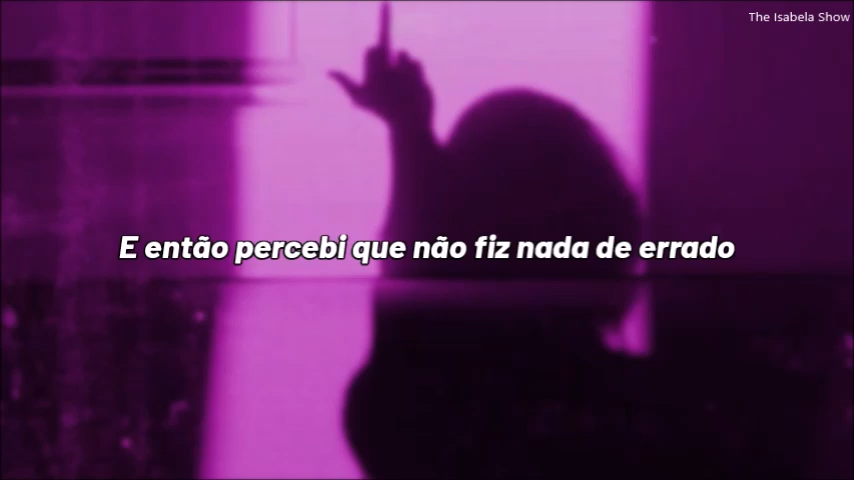 The Isabela Show
E então percebi que não fiz nada de errado